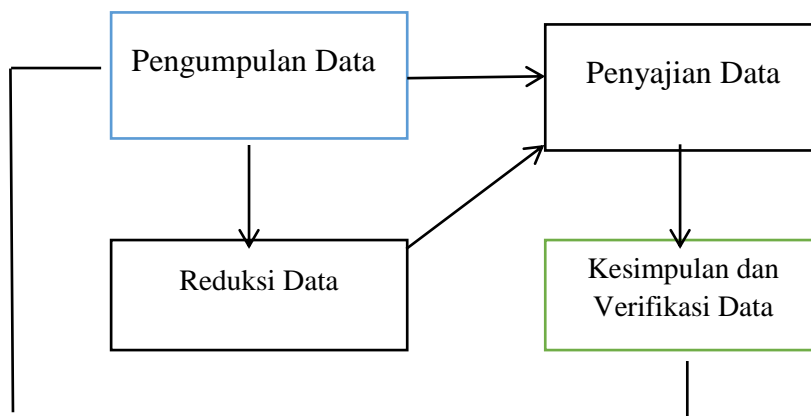 Pengumpulan Data
Penyajian Data
Reduksi Data
Kesimpulan dan
Verifikasi Data